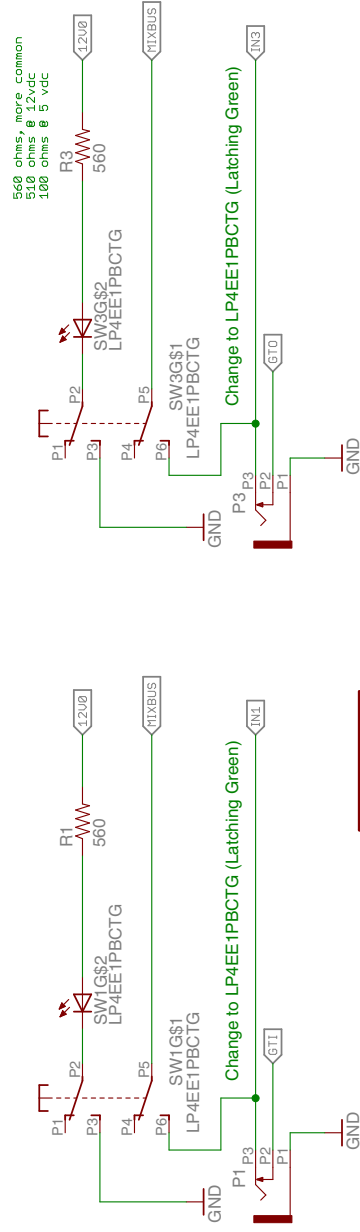 560 ohms, more common
510 ohms @ 12vdc
100 ohms @ 5 vdc
12V0
R3
560
SW3G$2
LP4EE1PBCTG
P1
P2
P3
MIXBUS
P4
P5
P6
SW3G$1
LP4EE1PBCTG
GND
Change to LP4EE1PBCTG (Latching Green)
IN3
GTO
P3
P3
P2
P1
GND
12V0
R1
560
SW1G$2
LP4EE1PBCTG
P1
P2
P3
MIXBUS
P4
P5
P6
SW1G$1
LP4EE1PBCTG
GND
Change to LP4EE1PBCTG (Latching Green)
IN1
GTI
P1
P3
P2
P1
GND